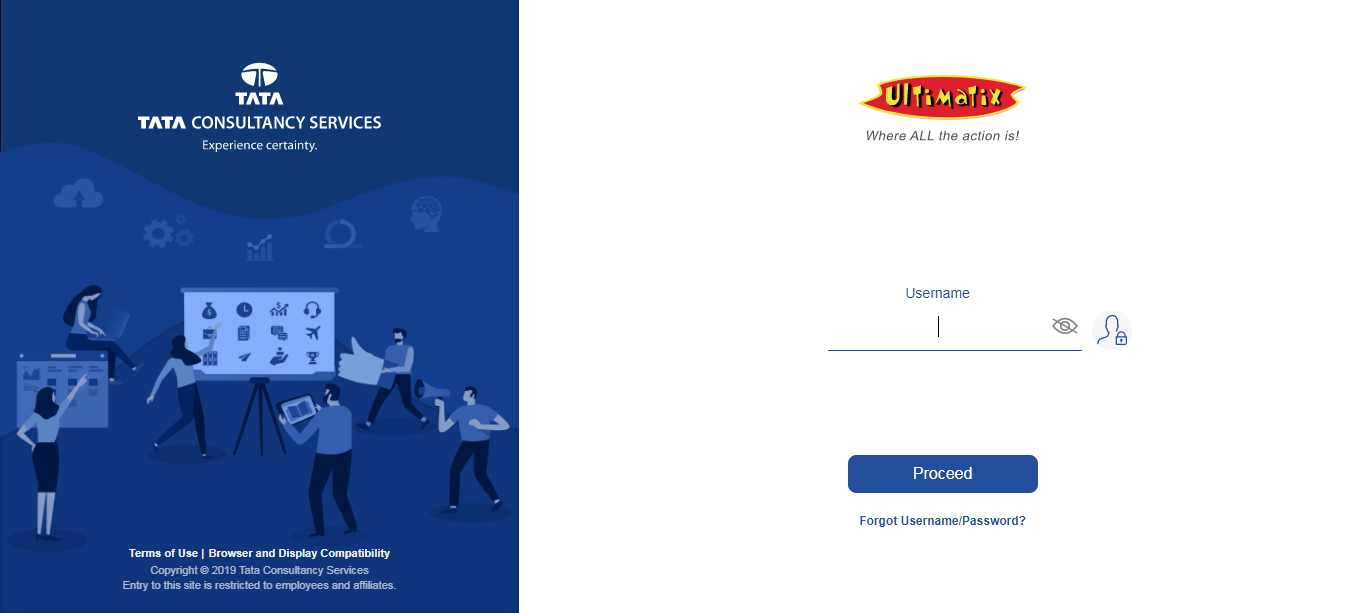 TATA
TATA CONSULTANCY SERVICES
Experience certainty.
Terms of Use | Browser and Display Compatibility
Copyright © 2019 Tata Consultancy Services
Entry to this site is restricted to employees and affiliates.
Ultimatix
Where ALL the action is!
Username
Proceed
Forgot Username/Password?